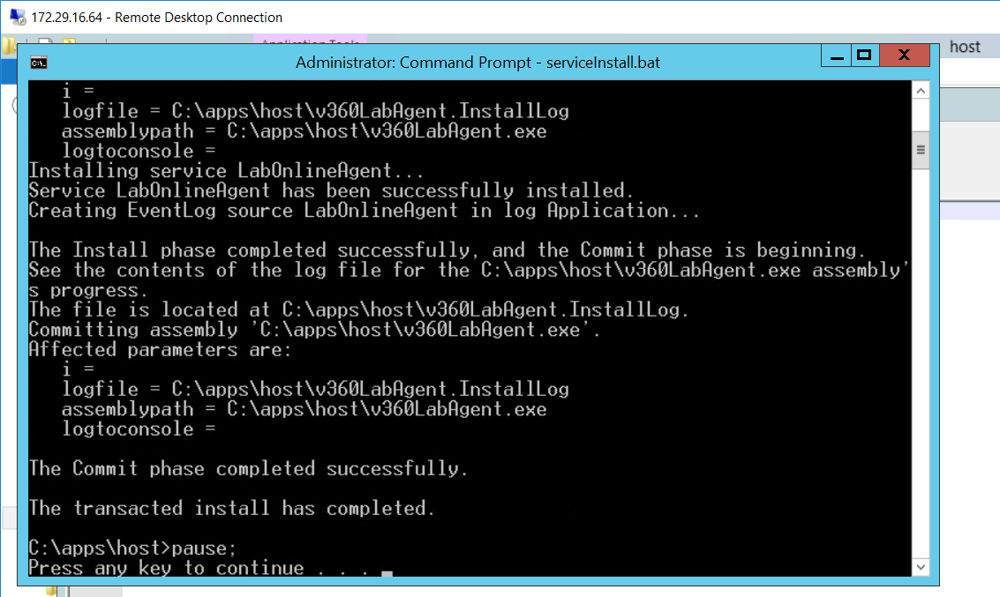 172.29.16.64 - Remote Desktop Connection
Application Tools
host
Administrator: Command Prompt - serviceInstall.bat
i =
logfile = C:\apps\host\v360LabAgent.InstallLog
assemblypath = C:\apps\host\v360LabAgent.exe
logtoconsole =
Installing service LabOnlineAgent...
Service LabOnlineAgent has been successfully installed.
Creating EventLog source LabOnlineAgent in log Application...
The Install phase completed successfully, and the Commit phase is beginning.
See the contents of the log file for the C:\apps\host\v360LabAgent.exe assembly'
s progress.
The file is located at C:\apps\host\v360LabAgent.InstallLog.
Committing assembly 'C:\apps\host\v360LabAgent.exe'.
Affected parameters are:
i =
logfile = C:\apps\host\v360LabAgent.InstallLog
assemblypath = C:\apps\host\v360LabAgent.exe
logtoconsole =
The Commit phase completed successfully.
The transacted install has completed.
C:\apps\host>pause;
Press any key to continue . . .